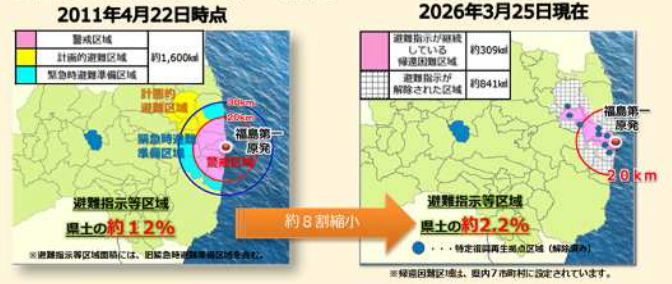 2011年4月22日時点
警戒区域
計画的避難区域
緊急時避難準備区域
約1,600㎢
計画的
避難区域
30km
20km
福島第一
原発
緊急時避難
準備区域
警戒区域
避難指示等区域
県土の約12%
※避難指示等区域面積には、旧緊急時避難準備区域を含む。
約8割縮小
2026年3月25日現在
避難指示が継続
している
帰還困難区域
約309㎢
避難指示が
解除された区域
約841㎢
福島第一
原発
20km
避難指示等区域
県土の約2.2%
・・・特定復興再生拠点区域(解除済み)
※帰還困難区域は、県内7市町村に設定されています。